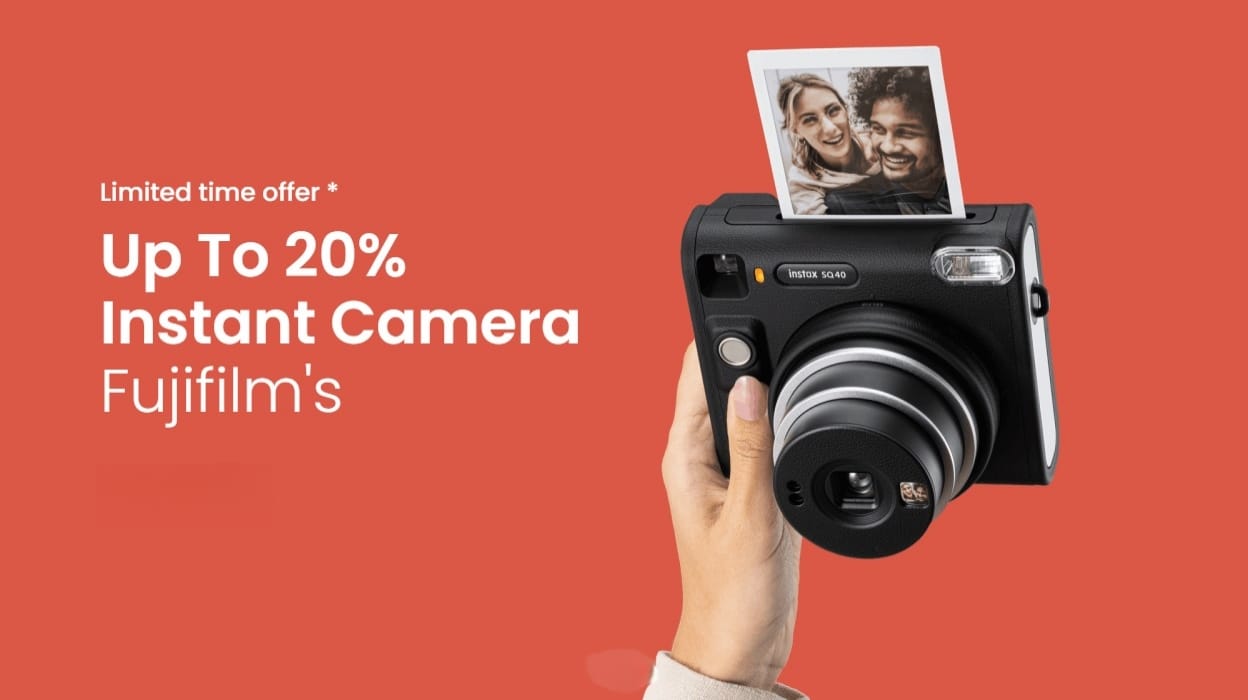 Limited time offer *
Up To 20%
Instant Camera
Fujifilm's
instax SQ40